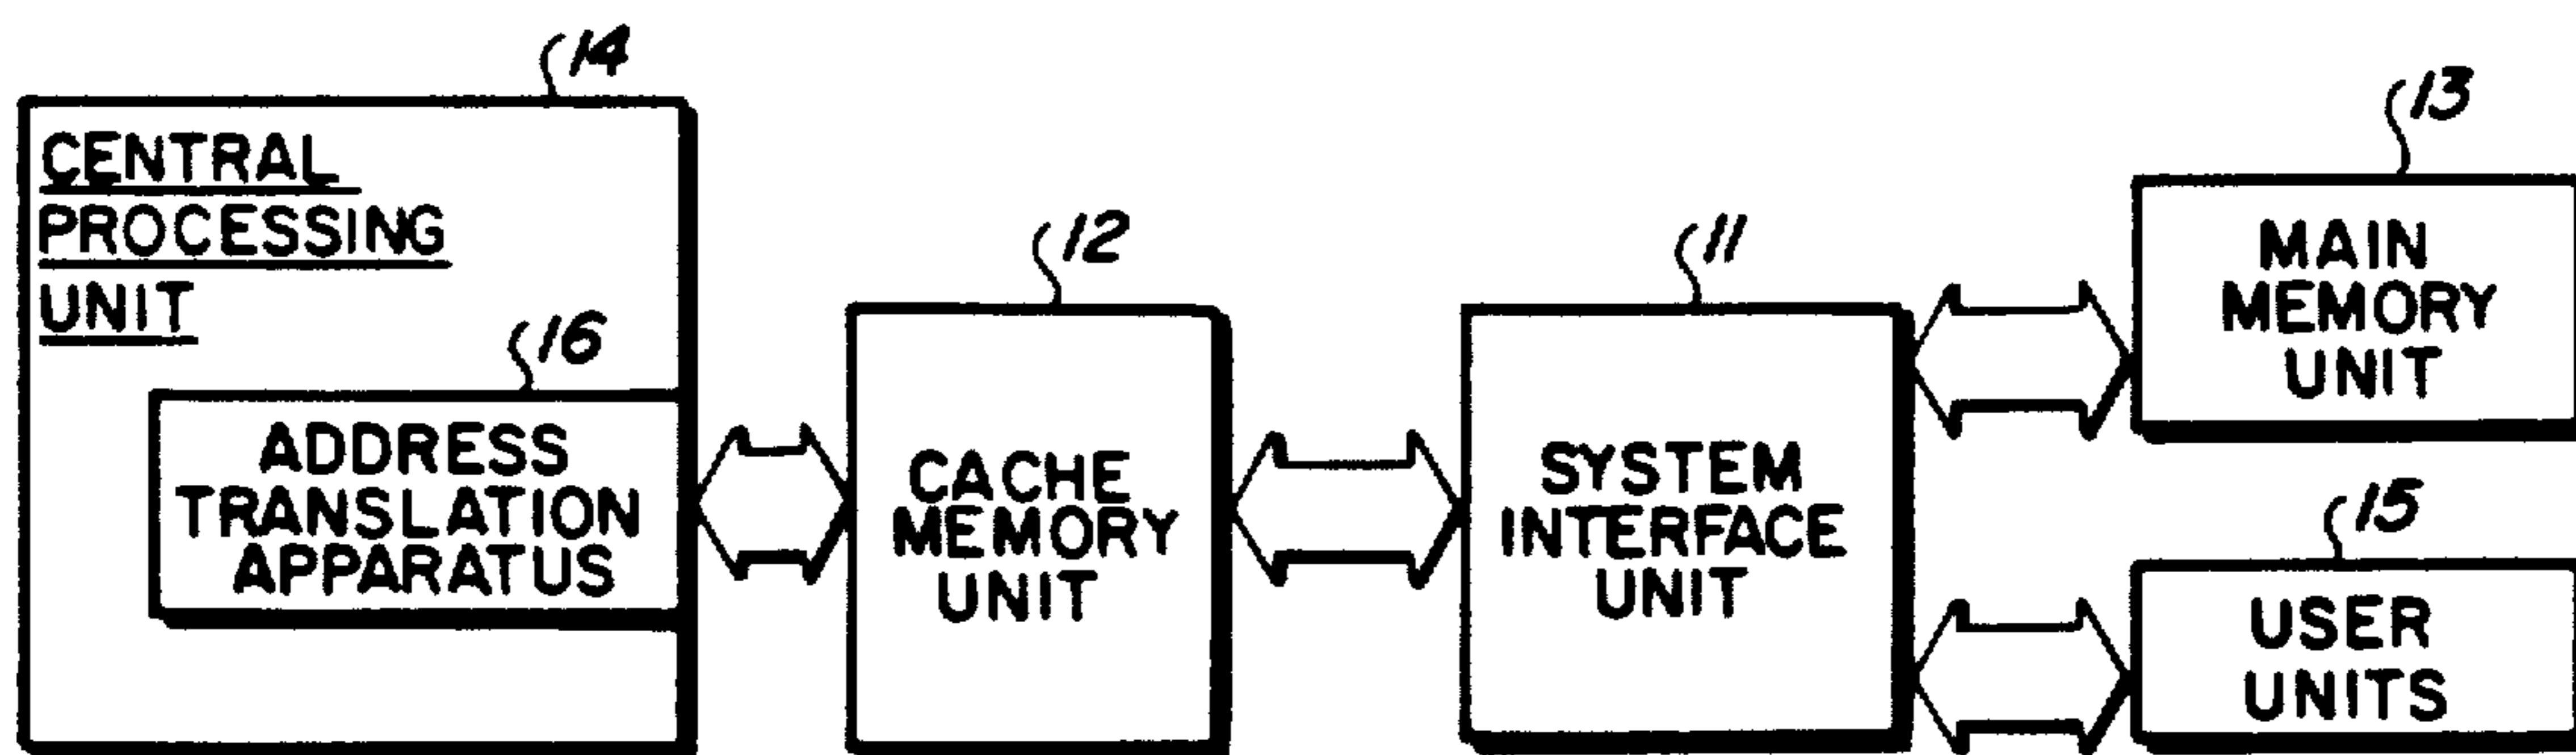 14
CENTRAL
PROCESSING
UNIT
16
ADDRESS
TRANSLATION
APPARATUS
12
CACHE
MEMORY
UNIT
11
SYSTEM
INTERFACE
UNIT
13
MAIN
MEMORY
UNIT
15
USER
UNITS